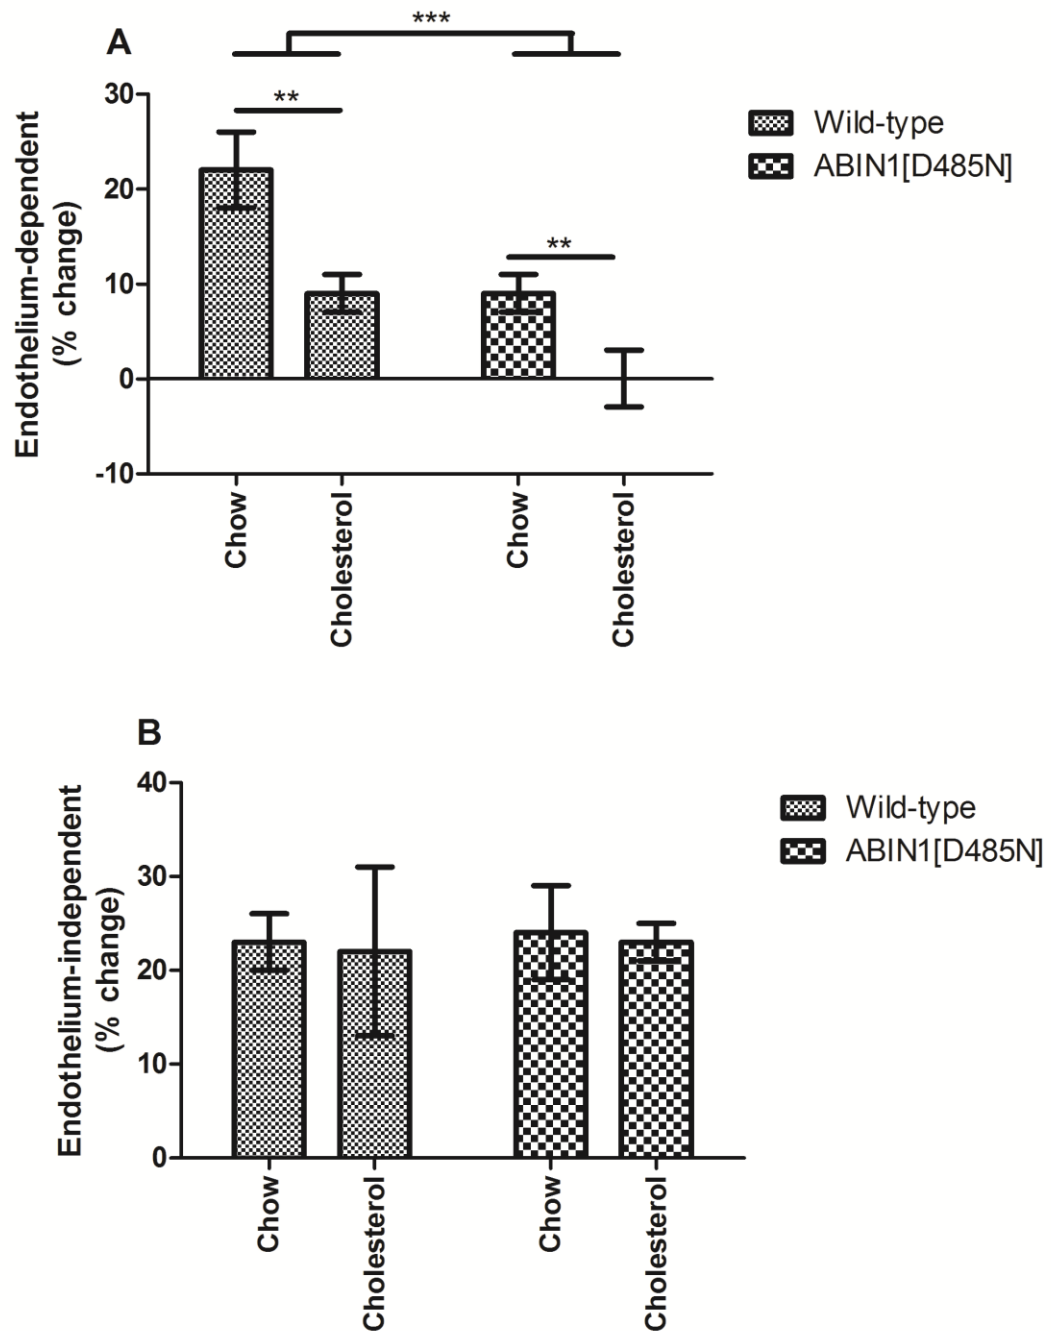 A
***
**
**
30
20
10
0
-10
Endothelium-dependent
(% change)
Chow
Cholesterol
Chow
Cholesterol
Wild-type
ABIN1[D485N]
B
40
30
20
10
0
Endothelium-independent
(% change)
Chow
Cholesterol
Chow
Cholesterol
Wild-type
ABIN1[D485N]